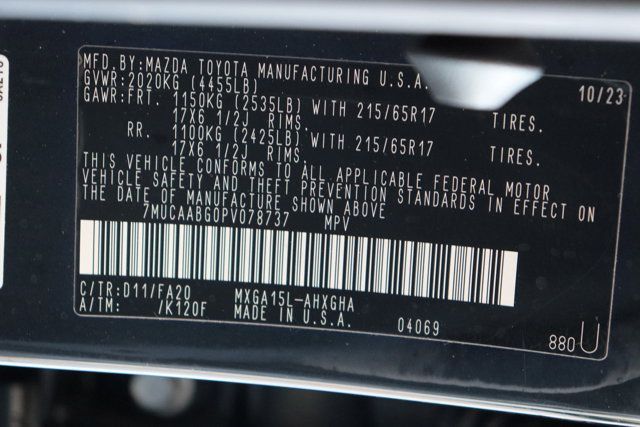 MFD.BY:MAZDA TOYOTA MANUFACTURING U.S.A. 10/23
GVWR:2020KG (4455LB)
GAWR:FRT. 1150KG (2535LB) WITH 215/65R17 TIRES.
17X6 1/2J RIMS.
RR. 1100KG (2425LB) WITH 215/65R17 TIRES.
17X6 1/2J RIMS.
THIS VEHICLE CONFORMS TO ALL APPLICABLE FEDERAL MOTOR
VEHICLE SAFETY AND THEFT PREVENTION STANDARDS IN EFFECT ON
THE DATE OF MANUFACTURE SHOWN ABOVE
7MUCAABG0PV078737 MPV
C/TR:D11/FA20 MXGA15L-AHXGHA
A/TM: /K120F MADE IN U.S.A. 04069
880U